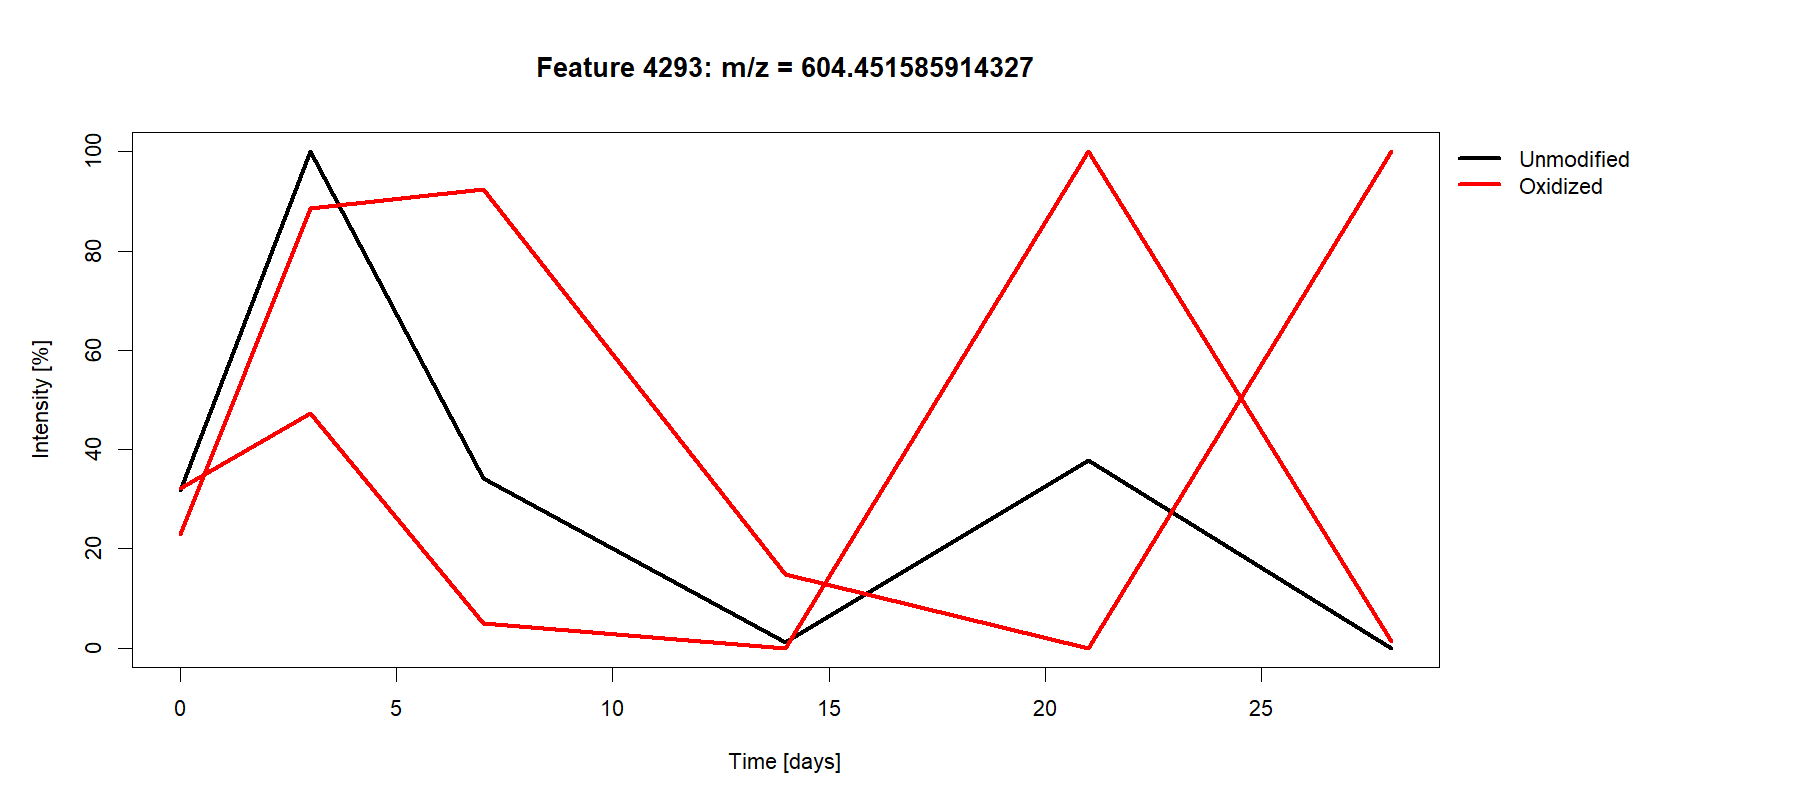 Feature 4293: m/z = 604.451585914327
Unmodified
Oxidized
100
80
60
40
20
0
Intensity [%]
0 5 10 15 20 25
Time [days]